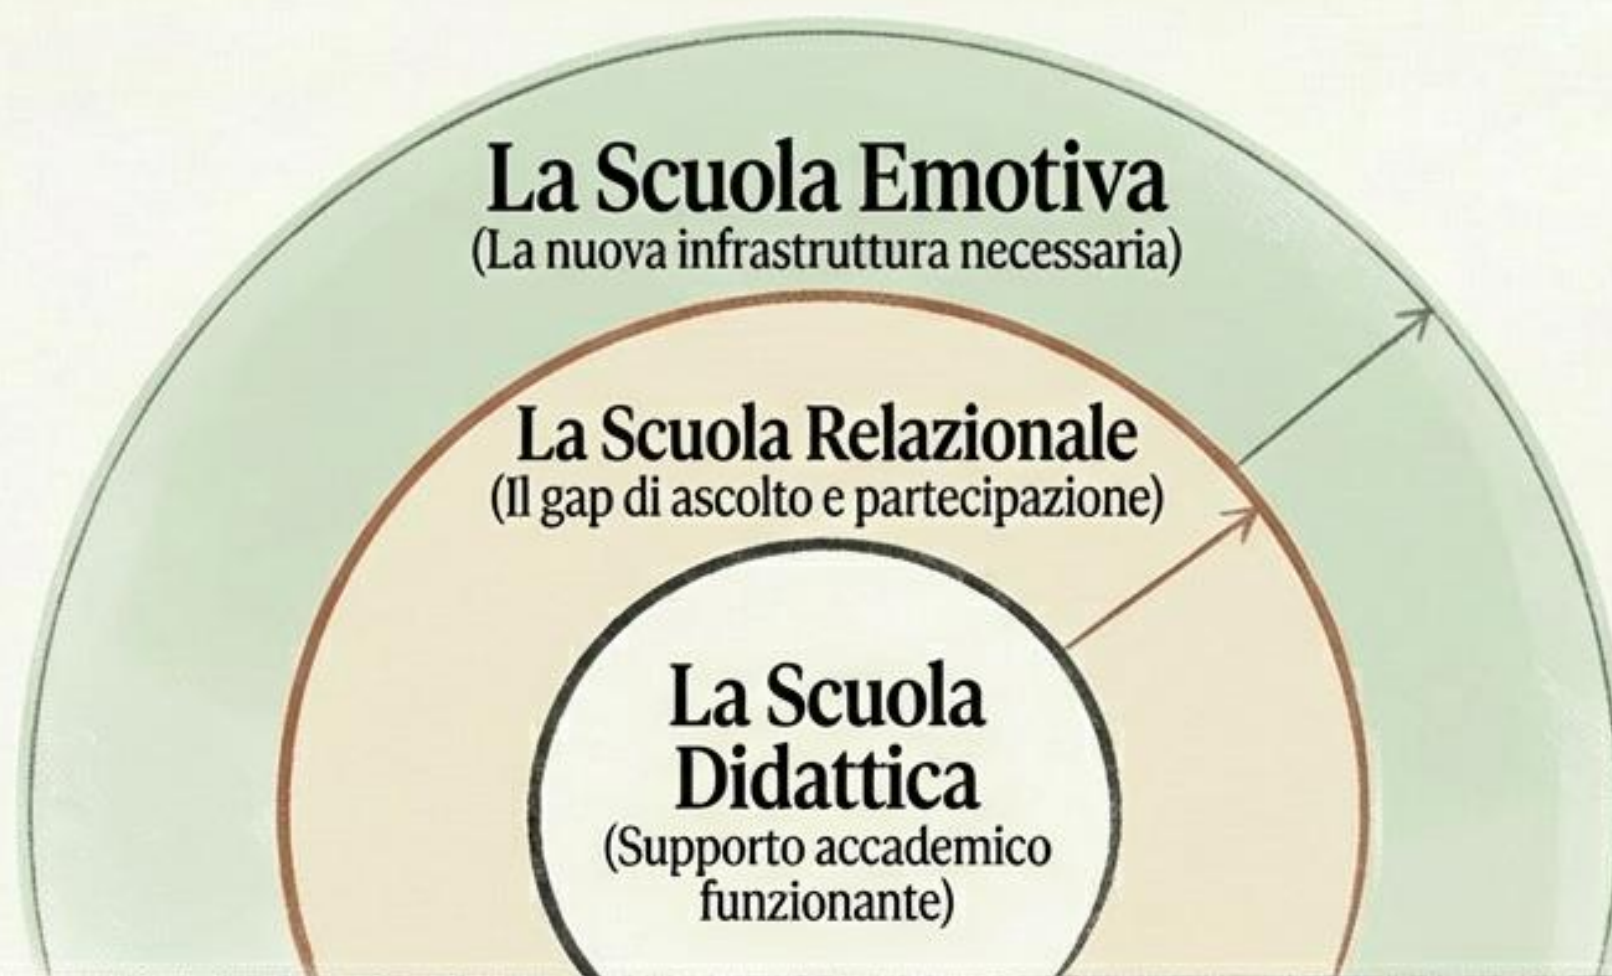 La Scuola Emotiva
(La nuova infrastruttura necessaria)
La Scuola Relazionale
(Il gap di ascolto e partecipazione)
La Scuola
Didattica
(Supporto accademico
funzionante)